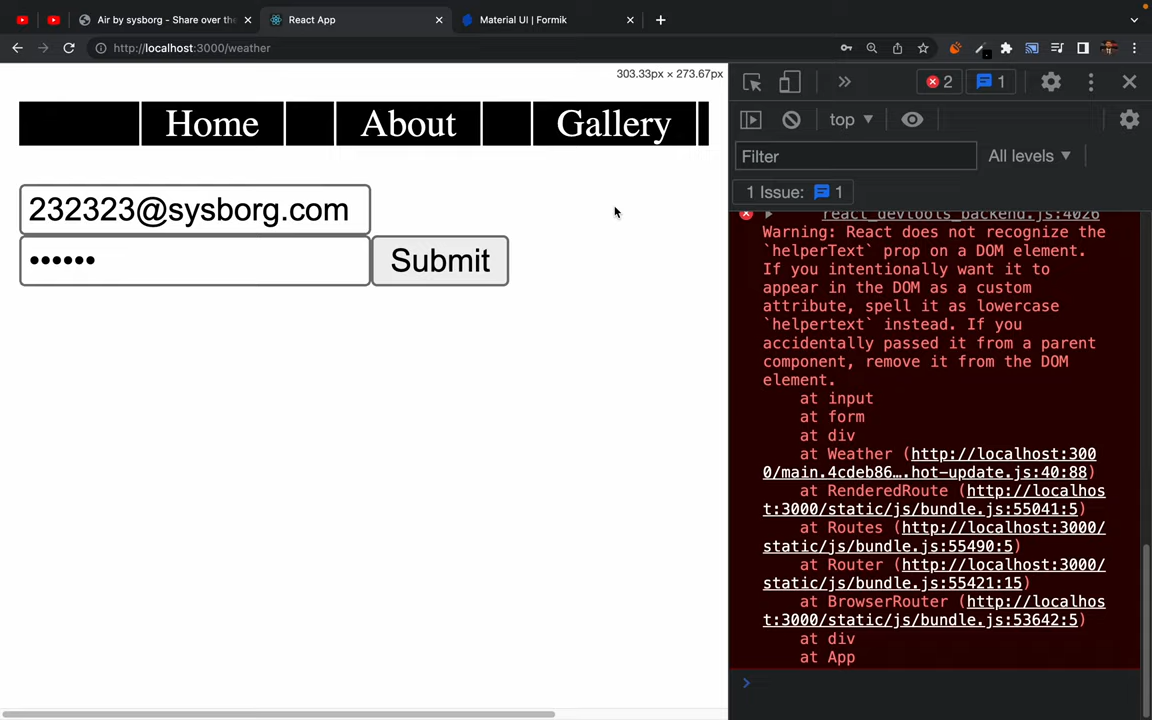 Air by sysborg - Share over the
React App
Material UI | Formik
http://localhost:3000/weather
303.33px × 273.67px
Home
About
Gallery
232323@sysborg.com
••••••
Submit
2
1
top
Filter
All levels
1 Issue:
1
react_devtools_backend.js:4026
Warning: React does not recognize the
`helperText` prop on a DOM element.
If you intentionally want it to
appear in the DOM as a custom
attribute, spell it as lowercase
`helpertext` instead. If you
accidentally passed it from a parent
component, remove it from the DOM
element.
at input
at form
at div
at Weather (http://localhost:300
0/main.4cdeb86….hot-update.js:40:88)
at RenderedRoute (http://localhos
t:3000/static/js/bundle.js:55041:5)
at Routes (http://localhost:3000/
static/js/bundle.js:55490:5)
at Router (http://localhost:3000/
static/js/bundle.js:55421:15)
at BrowserRouter (http://localhos
t:3000/static/js/bundle.js:53642:5)
at div
at App